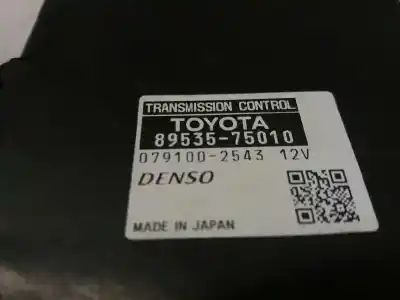 TRANSMISSION CONTROL
TOYOTA
89535-75010
079100-2543 12V
DENSO
MADE IN JAPAN